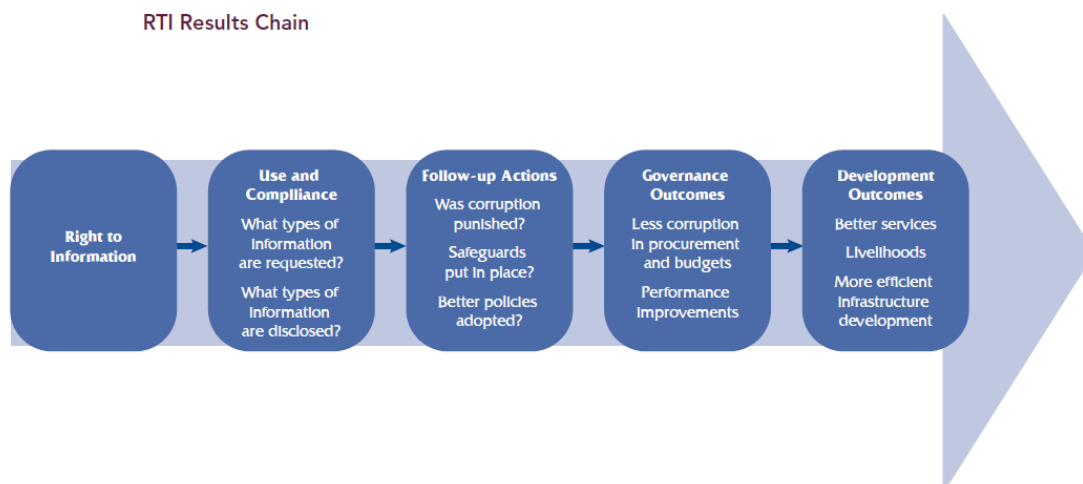 RTI Results Chain
Right to
Information
Use and
Complliance
What types of
information
are requested?
What types of
information
are disclosed?
Follow-up Actions
Was corruption
punished?
Safeguards
put in place?
Better policies
adopted?
Governance
Outcomes
Less corruption
in procurement
and budgets
Performance
improvements
Development
Outcomes
Better services
Livelihoods
More efficient
infrastructure
development